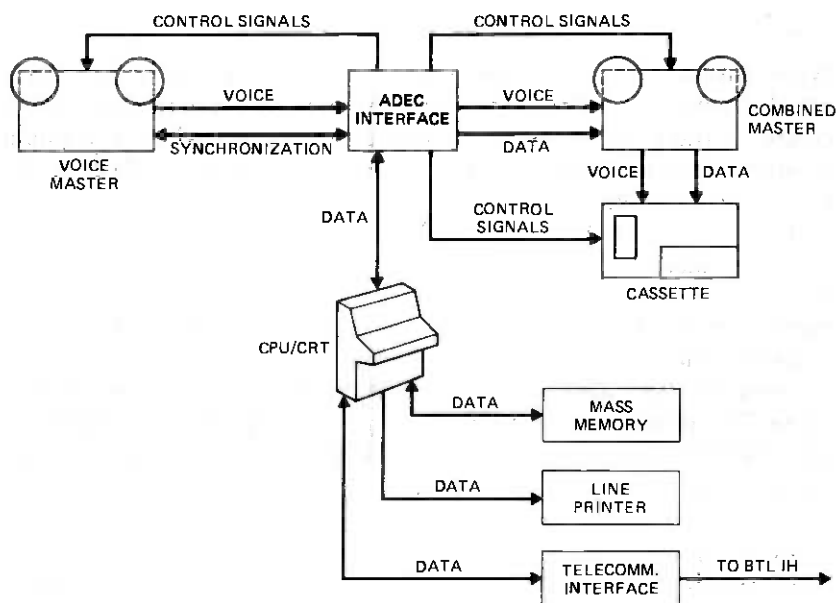 CONTROL SIGNALS
CONTROL SIGNALS
VOICE
ADEC
INTERFACE
VOICE
COMBINED
MASTER
SYNCHRONIZATION
DATA
VOICE
MASTER
VOICE
DATA
DATA
CONTROL
SIGNALS
CASSETTE
CPU/CRT
DATA
MASS
MEMORY
DATA
LINE
PRINTER
DATA
TELECOMM.
INTERFACE
TO BTL IH